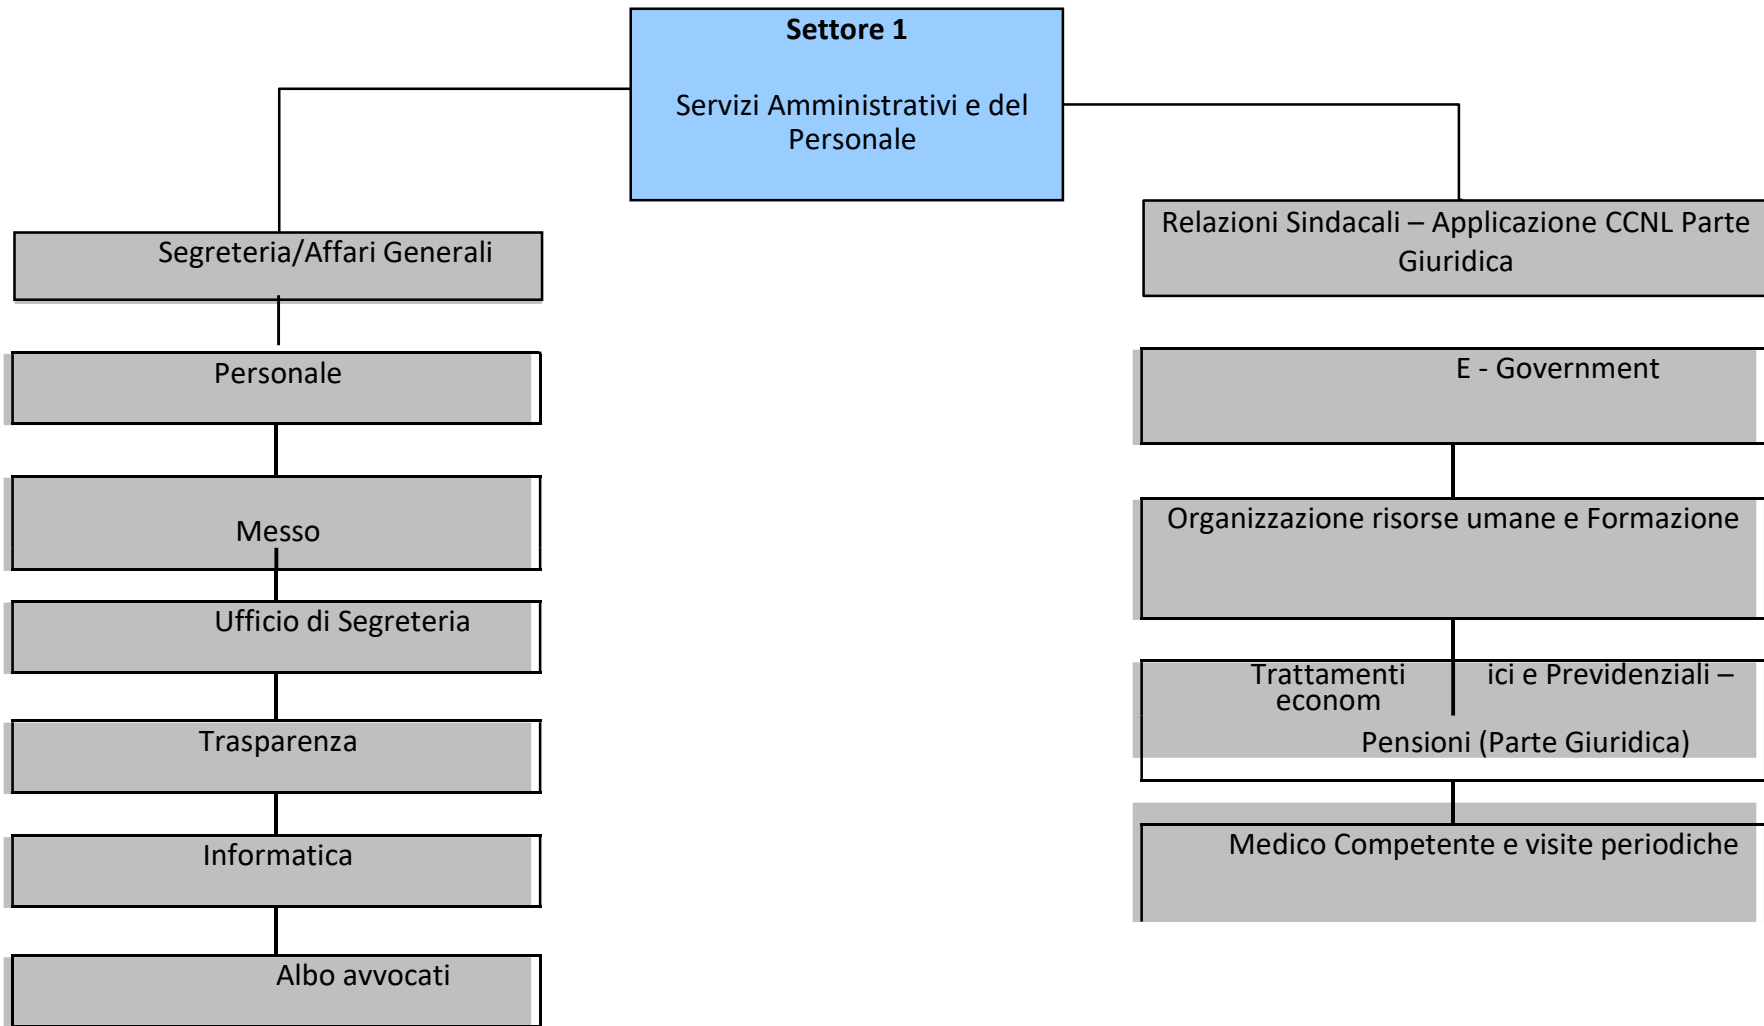 Settore 1
Servizi Amministrativi e del
Personale
Segreteria/Affari Generali
Personale
Messo
Ufficio di Segreteria
Trasparenza
Informatica
Albo avvocati
Relazioni Sindacali – Applicazione CCNL Parte
Giuridica
E - Government
Organizzazione risorse umane e Formazione
Trattamenti ici e Previdenziali –
econom
Pensioni (Parte Giuridica)
Medico Competente e visite periodiche